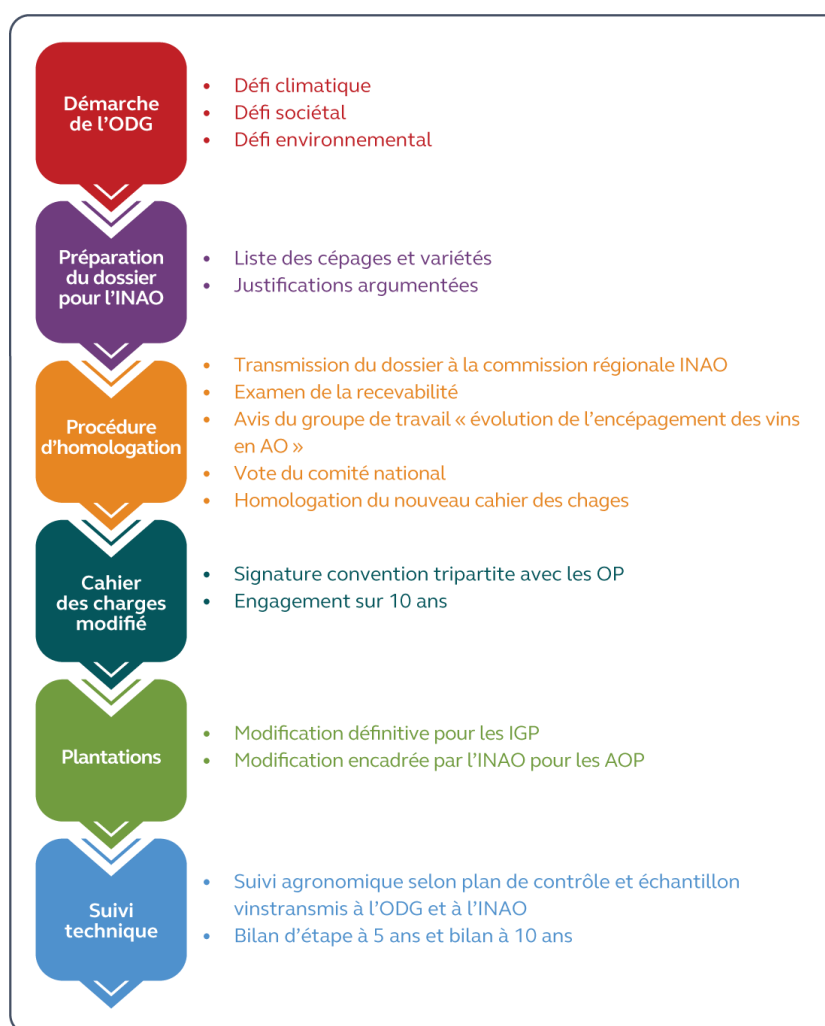 Démarche
de l'ODG
• Défi climatique
• Défi sociétal
• Défi environnemental
Préparation
du dossier
pour l'INAO
• Liste des cépages et variétés
• Justifications argumentées
Procédure
d'homologation
• Transmission du dossier à la commission régionale INAO
• Examen de la recevabilité
• Avis du groupe de travail « évolution de l'encépagement des vins
en AO »
• Vote du comité national
• Homologation du nouveau cahier des chages
Cahier
des charges
modifié
• Signature convention tripartite avec les OP
• Engagement sur 10 ans
Plantations
• Modification définitive pour les IGP
• Modification encadrée par l'INAO pour les AOP
Suivi
technique
• Suivi agronomique selon plan de contrôle et échantillon
vinstransmis à l'ODG et à l'INAO
• Bilan d'étape à 5 ans et bilan à 10 ans